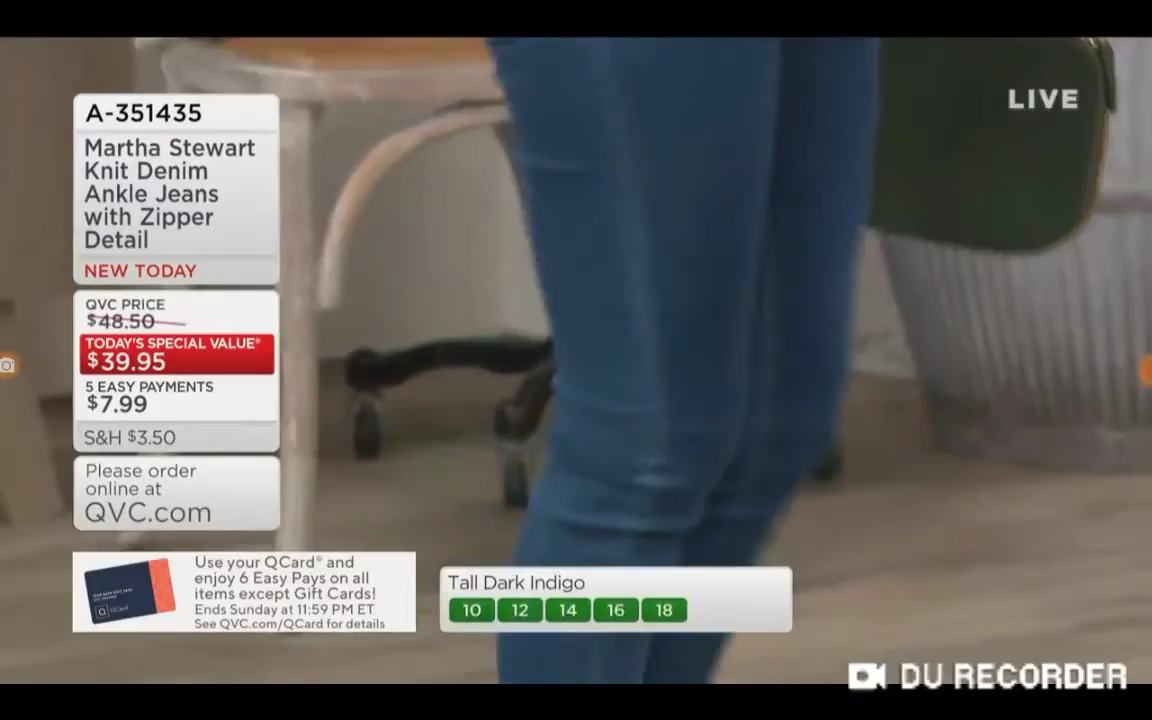 A-351435
Martha Stewart
Knit Denim
Ankle Jeans
with Zipper
Detail
NEW TODAY
QVC PRICE
$48.50
TODAY'S SPECIAL VALUE®
$39.95
5 EASY PAYMENTS
$7.99
S&H $3.50
Please order
online at
QVC.com
Use your QCard® and
enjoy 6 Easy Pays on all
items except Gift Cards!
Ends Sunday at 11:59 PM ET
See QVC.com/QCard for details
Q QCard
Tall Dark Indigo
10 12 14 16 18
LIVE
DU RECORDER